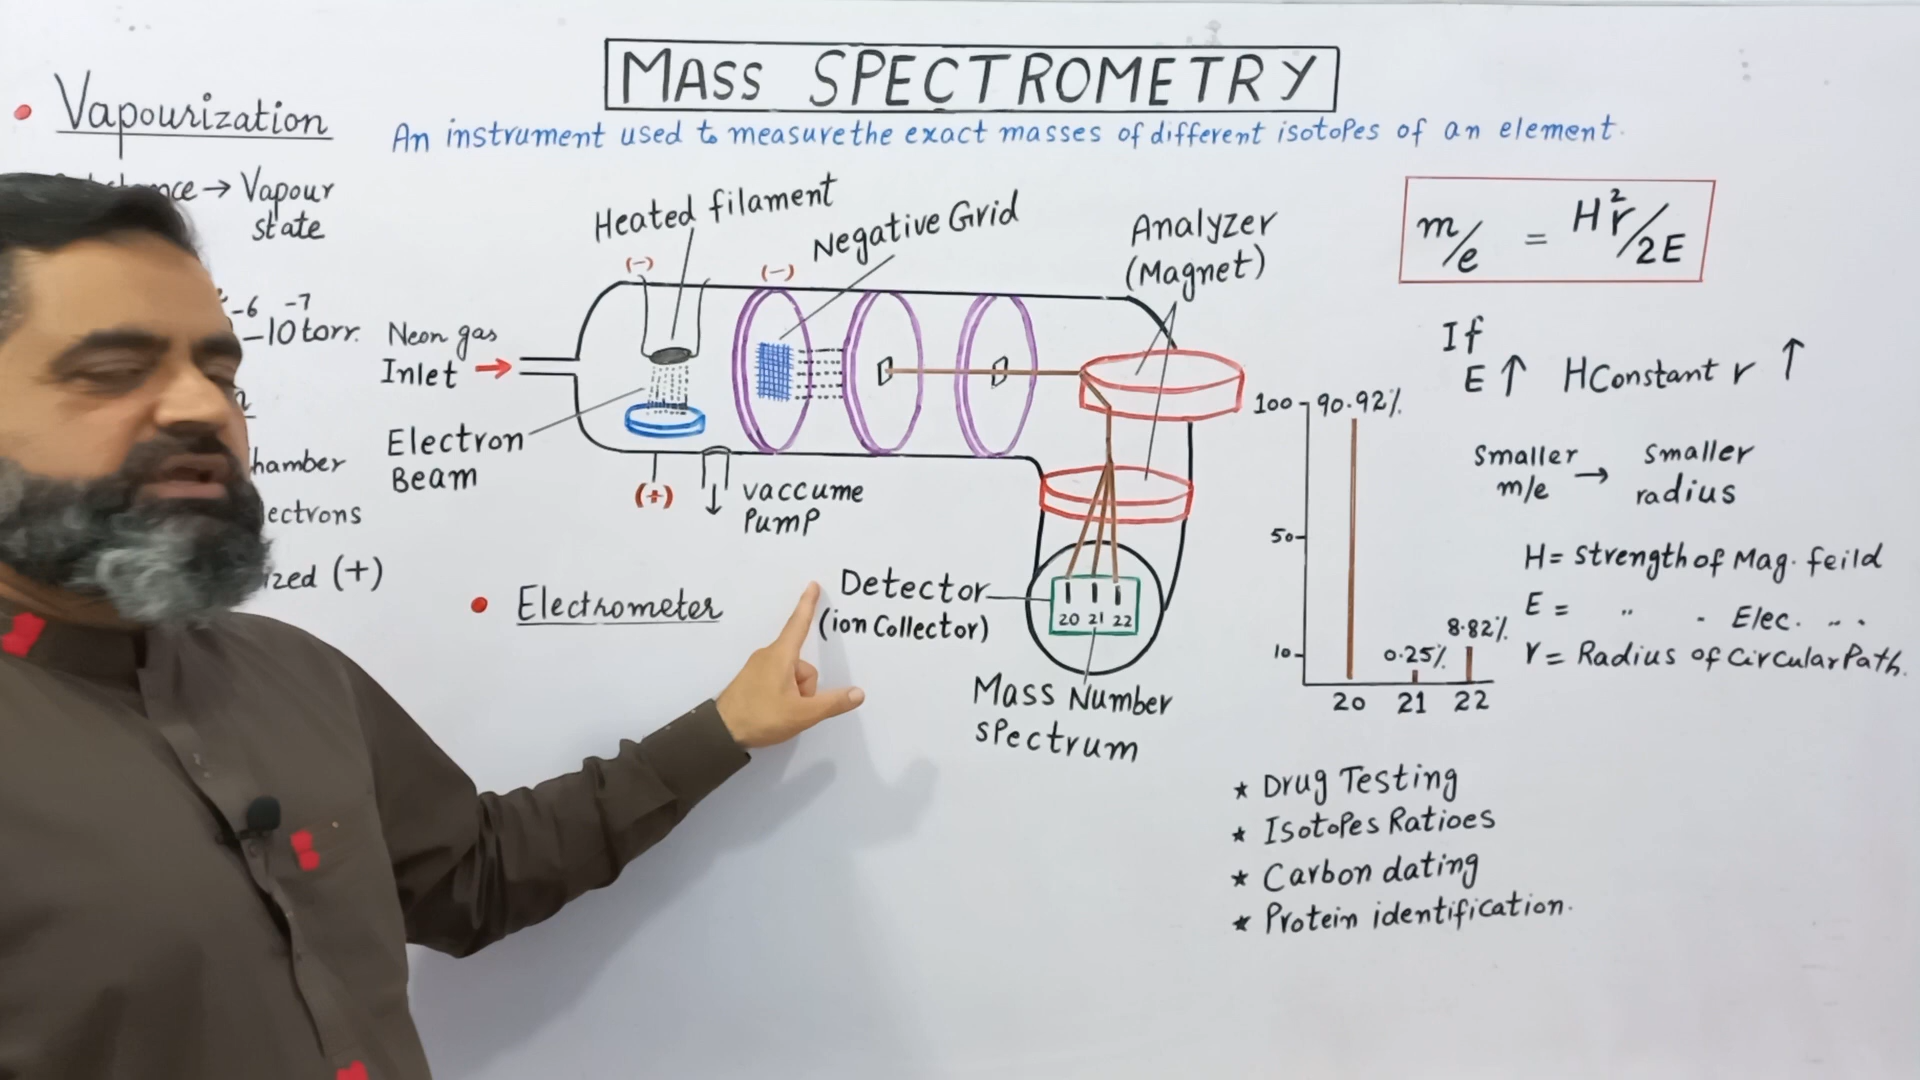 MASS SPECTROMETRY
An instrument used to measure the exact masses of different isotopes of an element.
• Vapourization
→ Vapour
state
-6 -7
-10 torr.
hamber
ectrons
ized (+)
Neon gas
Inlet →
Electron
Beam
Heated filament
(-)
(-)
Negative Grid
Analyzer
(Magnet)
(+)
vaccume
Pump
• Electrometer
Detector
(ion Collector)
20 21 22
Mass Number
spectrum
m/e = H²r²/2E
If
E ↑ H Constant r ↑
Smaller m/e → Smaller radius
H = strength of Mag. feild
E = " - Elec. " .
r = Radius of Circular Path.
100 90.92%
50
10 0.25% 8.82%
20 21 22
★ Drug Testing
★ Isotopes Ratioes
★ Carbon dating
★ Protein identification.